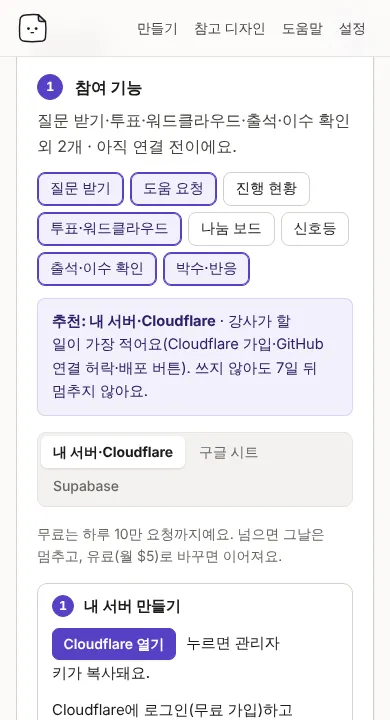 만들기 참고 디자인 도움말 설정
1 참여 기능
질문 받기·투표·워드클라우드·출석·이수 확인
외 2개 · 아직 연결 전이에요.
질문 받기 도움 요청 진행 현황
투표·워드클라우드 나눔 보드 신호등
출석·이수 확인 박수·반응
추천: 내 서버·Cloudflare · 강사가 할
일이 가장 적어요(Cloudflare 가입·GitHub
연결 허락·배포 버튼). 쓰지 않아도 7일 뒤
멈추지 않아요.
내 서버·Cloudflare 구글 시트
Supabase
무료는 하루 10만 요청까지예요. 넘으면 그날은
멈추고, 유료(월 $5)로 바꾸면 이어져요.
1 내 서버 만들기
Cloudflare 열기 누르면 관리자
키가 복사돼요.
Cloudflare에 로그인(무료 가입)하고